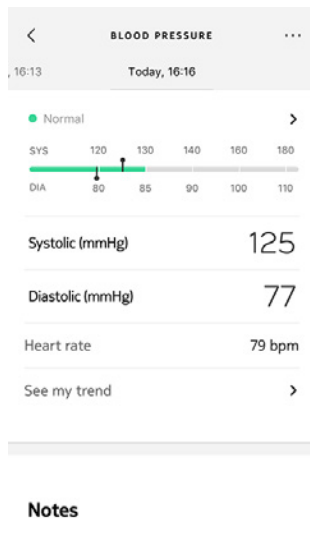 BLOOD PRESSURE
, 16:13 Today, 16:16
Normal
SYS 120 130 140 160 180
DIA 80 85 90 100 110
Systolic (mmHg) 125
Diastolic (mmHg) 77
Heart rate 79 bpm
See my trend
Notes